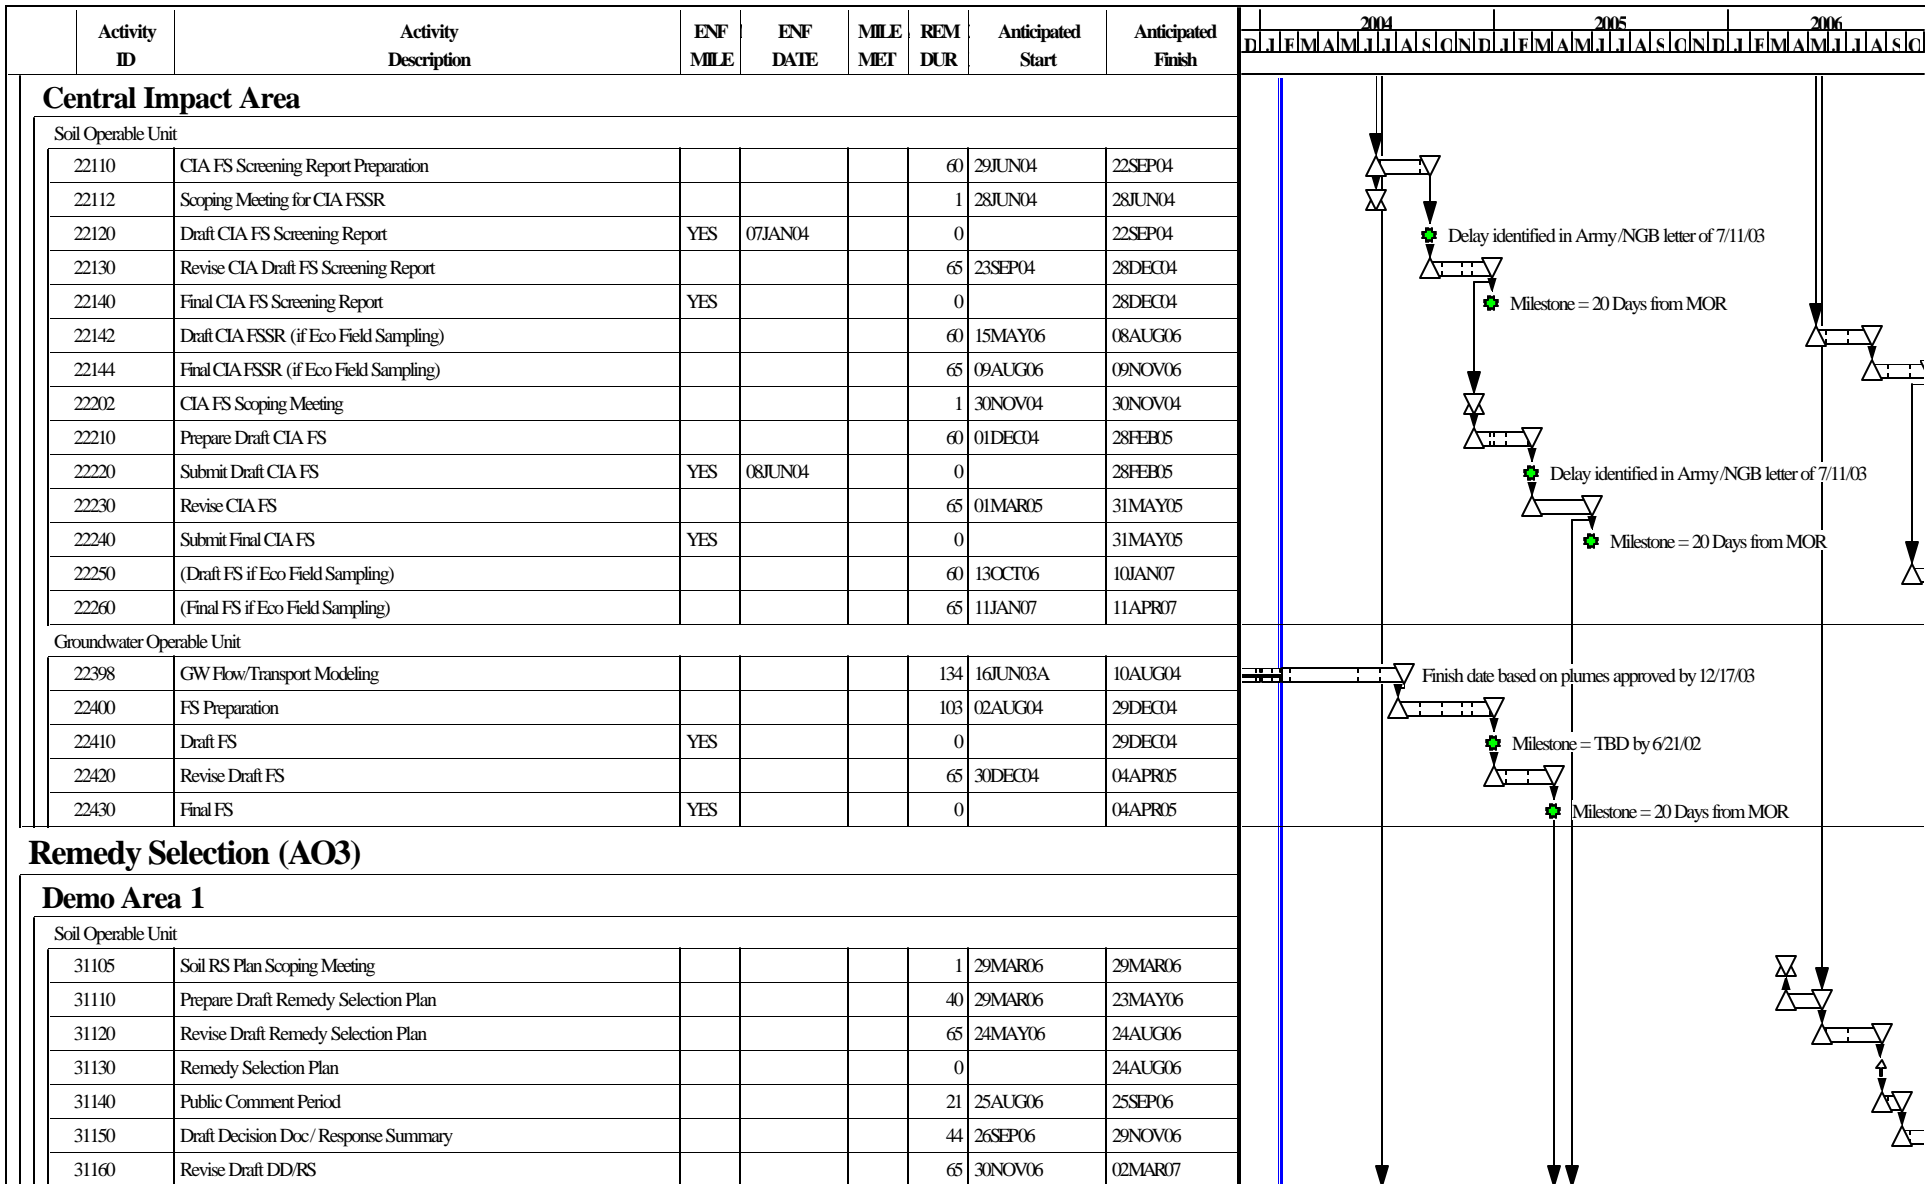 Activity ID Activity Description ENF MILE ENF DATE MILE MET REM DUR Anticipated Start Anticipated Finish
2004 2005 2006
D J F M A M J J A S O N D J F M A M J J A S O N D J F M A M J J A S O
Central Impact Area
Soil Operable Unit
22110 CIA FS Screening Report Preparation 60 29JUN04 22SEP04
22112 Scoping Meeting for CIA FSSR 1 28JUN04 28JUN04
22120 Draft CIA FS Screening Report YES 07JAN04 0 22SEP04 Delay identified in Army/NGB letter of 7/11/03
22130 Revise CIA Draft FS Screening Report 65 23SEP04 28DEC04
22140 Final CIA FS Screening Report YES 0 28DEC04 Milestone = 20 Days from MOR
22142 Draft CIA FSSR (if Eco Field Sampling) 60 15MAY06 08AUG06
22144 Final CIA FSSR (if Eco Field Sampling) 65 09AUG06 09NOV06
22202 CIA FS Scoping Meeting 1 30NOV04 30NOV04
22210 Prepare Draft CIA FS 60 01DEC04 28FEB05
22220 Submit Draft CIA FS YES 08JUN04 0 28FEB05 Delay identified in Army/NGB letter of 7/11/03
22230 Revise CIA FS 65 01MAR05 31MAY05
22240 Submit Final CIA FS YES 0 31MAY05 Milestone = 20 Days from MOR
22250 (Draft FS if Eco Field Sampling) 60 13OCT06 10JAN07
22260 (Final FS if Eco Field Sampling) 65 11JAN07 11APR07
Groundwater Operable Unit
22398 GW Flow/Transport Modeling 134 16JUN03A 10AUG04 Finish date based on plumes approved by 12/17/03
22400 FS Preparation 103 02AUG04 29DEC04
22410 Draft FS YES 0 29DEC04 Milestone = TBD by 6/21/02
22420 Revise Draft FS 65 30DEC04 04APR05
22430 Final FS YES 0 04APR05 Milestone = 20 Days from MOR
Remedy Selection (AO3)
Demo Area 1
Soil Operable Unit
31105 Soil RS Plan Scoping Meeting 1 29MAR06 29MAR06
31110 Prepare Draft Remedy Selection Plan 40 29MAR06 23MAY06
31120 Revise Draft Remedy Selection Plan 65 24MAY06 24AUG06
31130 Remedy Selection Plan 0 24AUG06
31140 Public Comment Period 21 25AUG06 25SEP06
31150 Draft Decision Doc/ Response Summary 44 26SEP06 29NOV06
31160 Revise Draft DD/RS 65 30NOV06 02MAR07